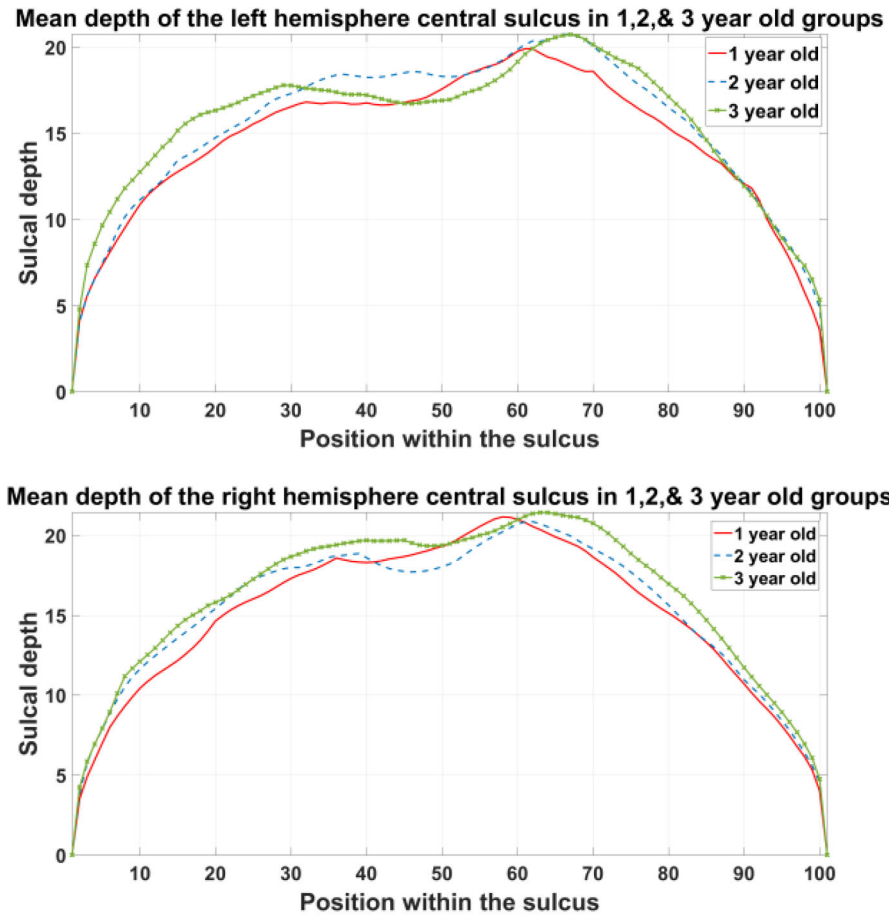 Mean depth of the left hemisphere central sulcus in 1,2,& 3 year old groups
20
15
10
5
0
Sulcal depth
1 year old
2 year old
3 year old
10 20 30 40 50 60 70 80 90 100
Position within the sulcus
Mean depth of the right hemisphere central sulcus in 1,2,& 3 year old groups
20
15
10
5
0
Sulcal depth
1 year old
2 year old
3 year old
10 20 30 40 50 60 70 80 90 100
Position within the sulcus